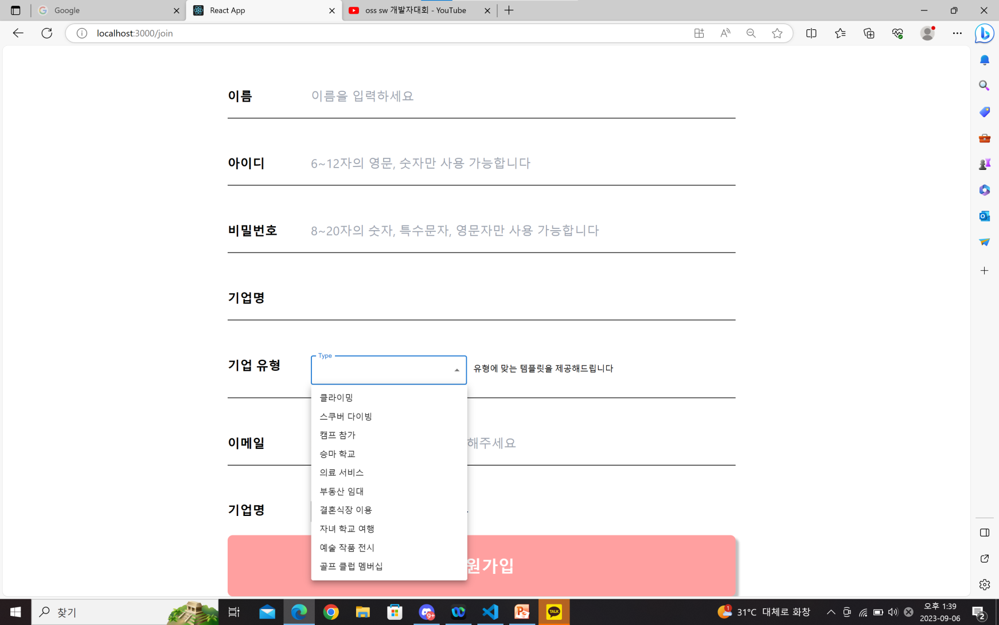 Google
React App
oss sw 개발자대회 - YouTube
localhost:3000/join
이름 이름을 입력하세요
아이디 6~12자의 영문, 숫자만 사용 가능합니다
비밀번호 8~20자의 숫자, 특수문자, 영문자만 사용 가능합니다
기업명
Type
기업 유형 유형에 맞는 템플릿을 제공해드립니다
클라이밍
스쿠버 다이빙
캠프 참가
이메일 해주세요
승마 학교
의료 서비스
부동산 임대
기업명
결혼식장 이용
자녀 학교 여행
예술 작품 전시
골프 클럽 멤버십
원가입
찾기
9+
TALK
1
31°C 대체로 화창
오후 1:39
2023-09-06
2